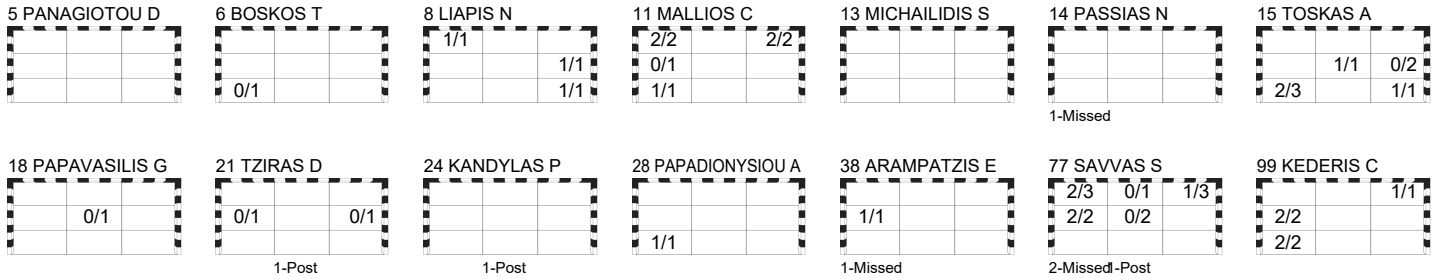 5 PANAGIOTOU D 6 BOSKOS T 8 LIAPIS N 11 MALLIOS C 13 MICHAILIDIS S 14 PASSIAS N 15 TOSKAS A
1/1 2/2 2/2
1/1 0/1 1/1 0/2
0/1 1/1 1/1 2/3 1/1
1-Missed
18 PAPAVASILIS G 21 TZIRAS D 24 KANDYLAS P 28 PAPADIONYSIOU A 38 ARAMPATZIS E 77 SAVVAS S 99 KEDERIS C
2/3 0/1 1/3 1/1
0/1 0/1 0/1 1/1 2/2 0/2 2/2
1/1 2/2
1-Post 1-Post 1-Missed 2-Missed 1-Post